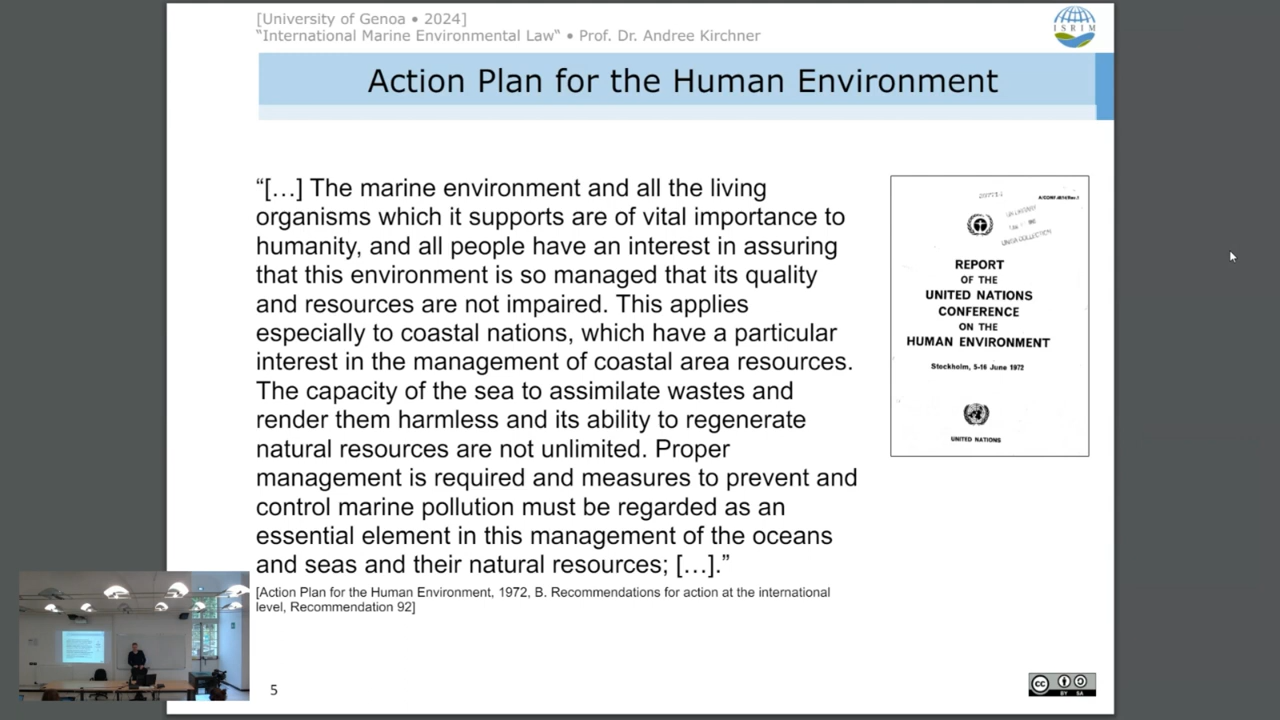 [University of Genoa • 2024]
“International Marine Environmental Law“ • Prof. Dr. Andree Kirchner
ISRIM
Action Plan for the Human Environment
“[…] The marine environment and all the living
organisms which it supports are of vital importance to
humanity, and all people have an interest in assuring
that this environment is so managed that its quality
and resources are not impaired. This applies
especially to coastal nations, which have a particular
interest in the management of coastal area resources.
The capacity of the sea to assimilate wastes and
render them harmless and its ability to regenerate
natural resources are not unlimited. Proper
management is required and measures to prevent and
control marine pollution must be regarded as an
essential element in this management of the oceans
and seas and their natural resources; […].”
[Action Plan for the Human Environment, 1972, B. Recommendations for action at the international
level, Recommendation 92]
REPORT
OF THE
UNITED NATIONS
CONFERENCE
ON THE
HUMAN ENVIRONMENT
Stockholm, 5-16 June 1972
UNITED NATIONS
5
cc
BY SA